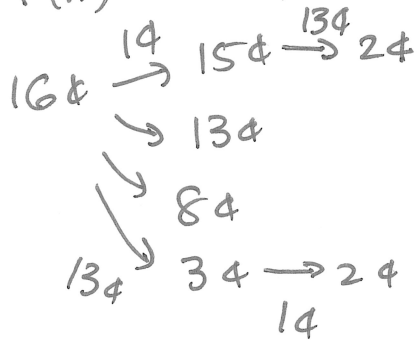 1¢ 13¢
16¢ → 15¢ → 2¢
→ 13¢
→ 8¢
13¢ → 3¢ → 2¢
1¢